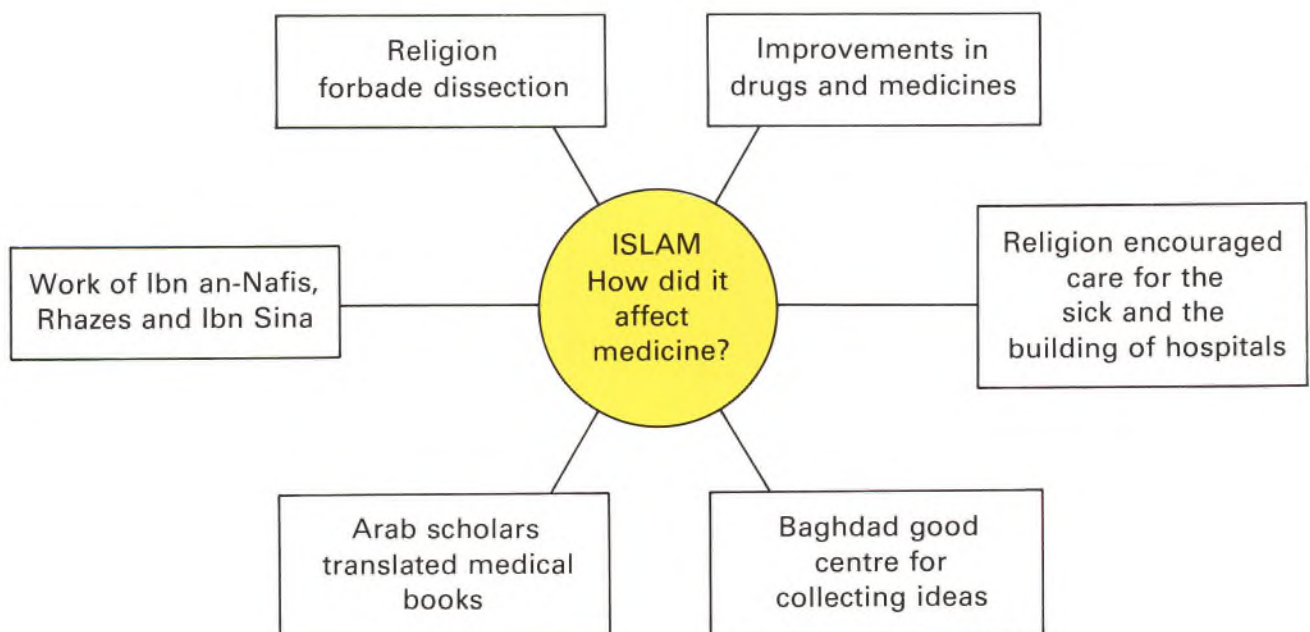 Religion
forbade dissection
Improvements in
drugs and medicines
Work of Ibn an-Nafis,
Rhazes and Ibn Sina
ISLAM
How did it
affect
medicine?
Religion encouraged
care for the
sick and the
building of hospitals
Arab scholars
translated medical
books
Baghdad good
centre for
collecting ideas